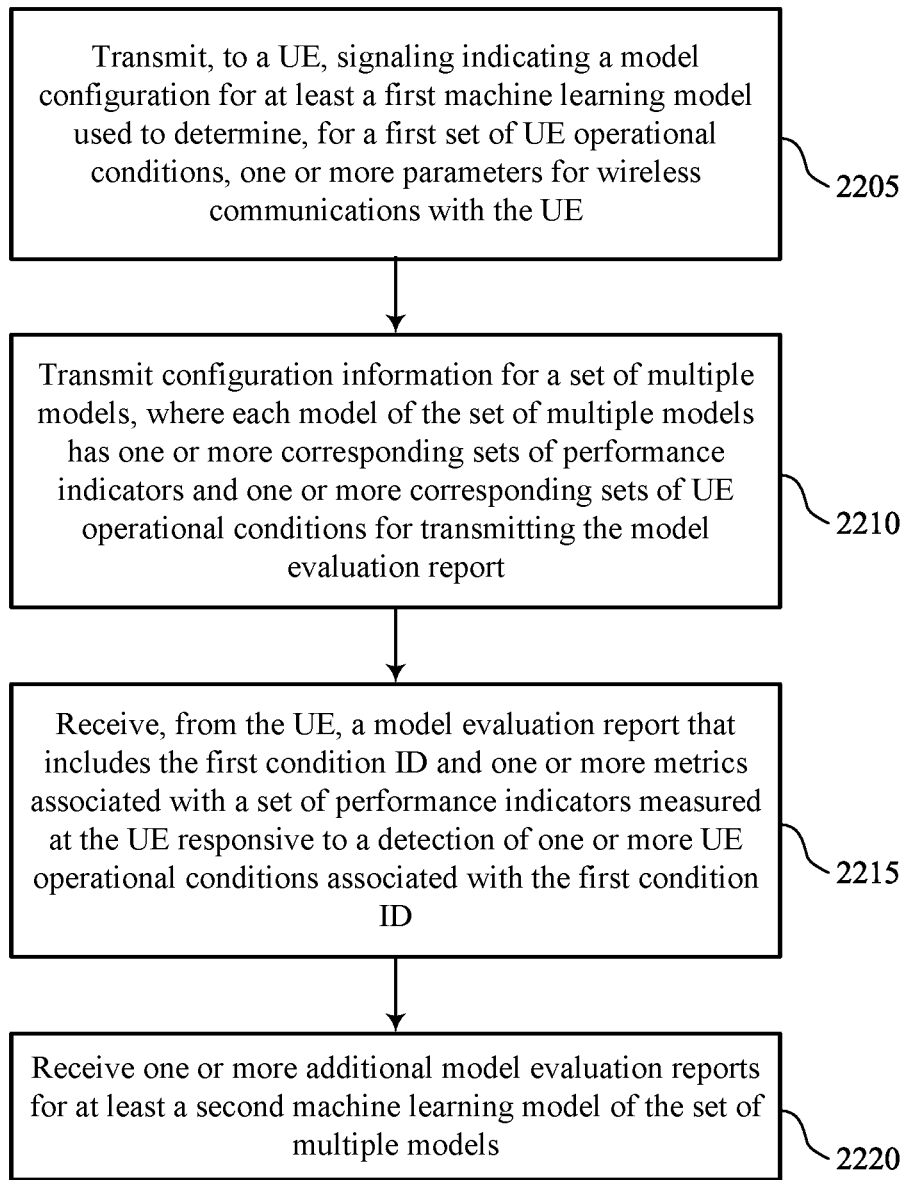 Transmit, to a UE, signaling indicating a model
configuration for at least a first machine learning model
used to determine, for a first set of UE operational
conditions, one or more parameters for wireless
communications with the UE
2205
Transmit configuration information for a set of multiple
models, where each model of the set of multiple models
has one or more corresponding sets of performance
indicators and one or more corresponding sets of UE
operational conditions for transmitting the model
evaluation report
2210
Receive, from the UE, a model evaluation report that
includes the first condition ID and one or more metrics
associated with a set of performance indicators measured
at the UE responsive to a detection of one or more UE
operational conditions associated with the first condition
ID
2215
Receive one or more additional model evaluation reports
for at least a second machine learning model of the set of
multiple models
2220